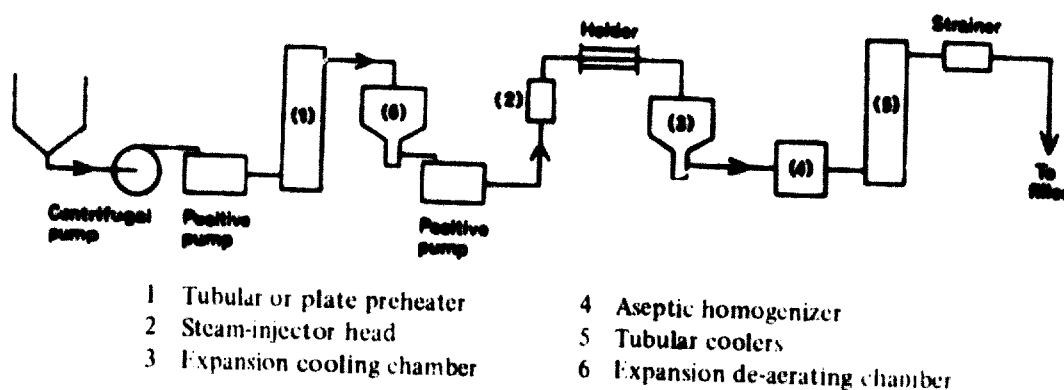 Holder
Strainer
(1)
(6)
(2)
(3)
(4)
(5)
Centrifugal
pump
Positive
pump
Positive
pump
To
filler
1 Tubular or plate preheater
2 Steam-injector head
3 Expansion cooling chamber
4 Aseptic homogenizer
5 Tubular coolers
6 Expansion de-aerating chamber